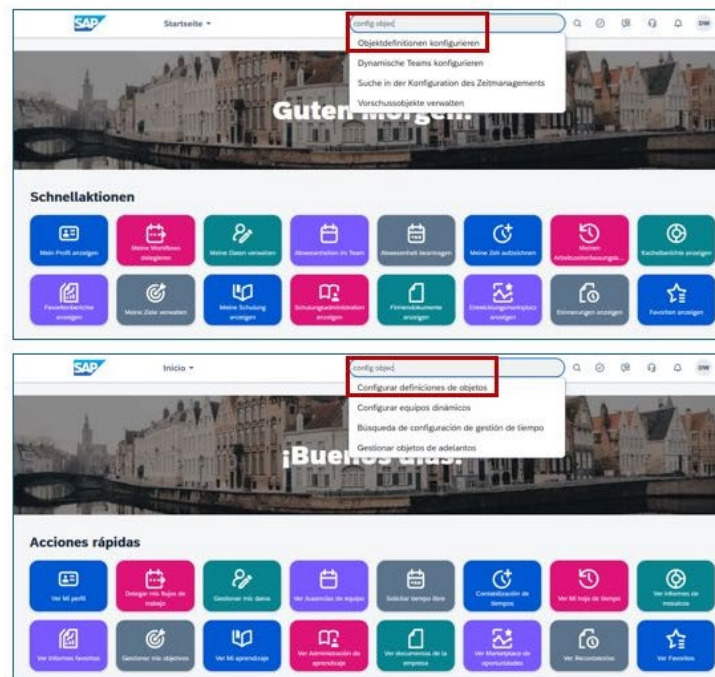 SAP
Startseite
config objec
DW
Objektdefinitionen konfigurieren
Dynamische Teams konfigurieren
Suche in der Konfiguration des Zeitmanagements
Vorschussobjekte verwalten
Guten Morgen!
Schnellaktionen
Mein Profil anzeigen
Meine Workflows delegieren
Meine Daten verwalten
Abwesenheiten im Team
Abwesenheit beantragen
Meine Zeit aufzeichnen
Meinen Arbeitszeiterfassungsb...
Kachelberichte anzeigen
Favoritenberichte anzeigen
Meine Ziele verwalten
Meine Schulung anzeigen
Schulungsadministration anzeigen
Firmendokumente anzeigen
Entwicklungsmarktplatz anzeigen
Erinnerungen anzeigen
Favoriten anzeigen
SAP
Inicio
config objec
DW
Configurar definiciones de objetos
Configurar equipos dinámicos
Búsqueda de configuración de gestión de tiempo
Gestionar objetos de adelantos
¡Buenos días!
Acciones rápidas
Ver Mi perfil
Delegar mis flujos de trabajo
Gestionar mis datos
Ver Ausencias de equipo
Solicitar tiempo libre
Contabilización de tiempos
Ver Mi hoja de tiempo
Ver Informes de mosaicos
Ver Informes favoritos
Gestionar mis objetivos
Ver Mi aprendizaje
Ver Administración de aprendizaje
Ver documentos de la empresa
Ver Marketplace de oportunidades
Ver Recordatorios
Ver Favoritos